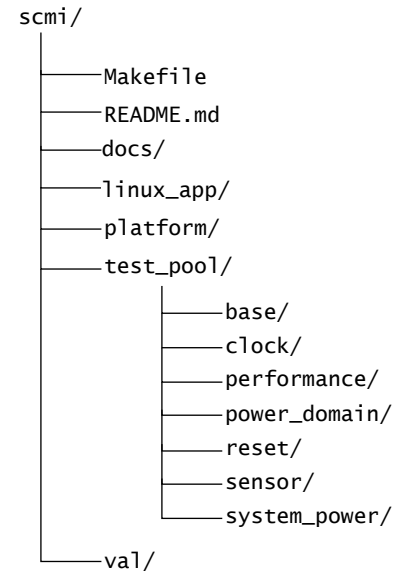 scmi/
Makefile
README.md
docs/
linux_app/
platform/
test_pool/
base/
clock/
performance/
power_domain/
reset/
sensor/
system_power/
val/